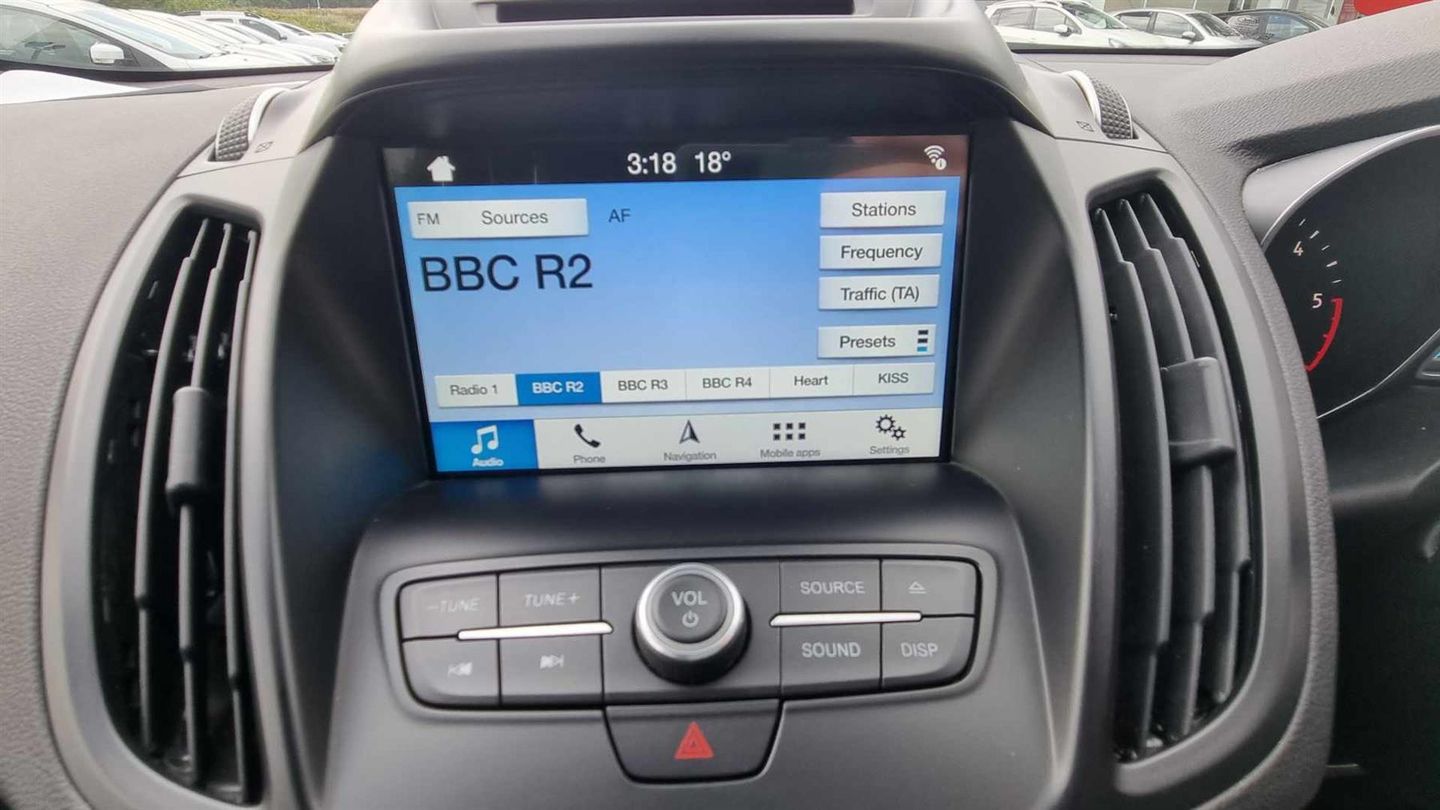 3:18 18°
FM Sources AF
Stations
BBC R2
Frequency
Traffic (TA)
Presets
Radio 1 BBC R2 BBC R3 BBC R4 Heart KISS
Audio Phone Navigation Mobile apps Settings
-TUNE TUNE+ VOL SOURCE
SOUND DISP
4
5